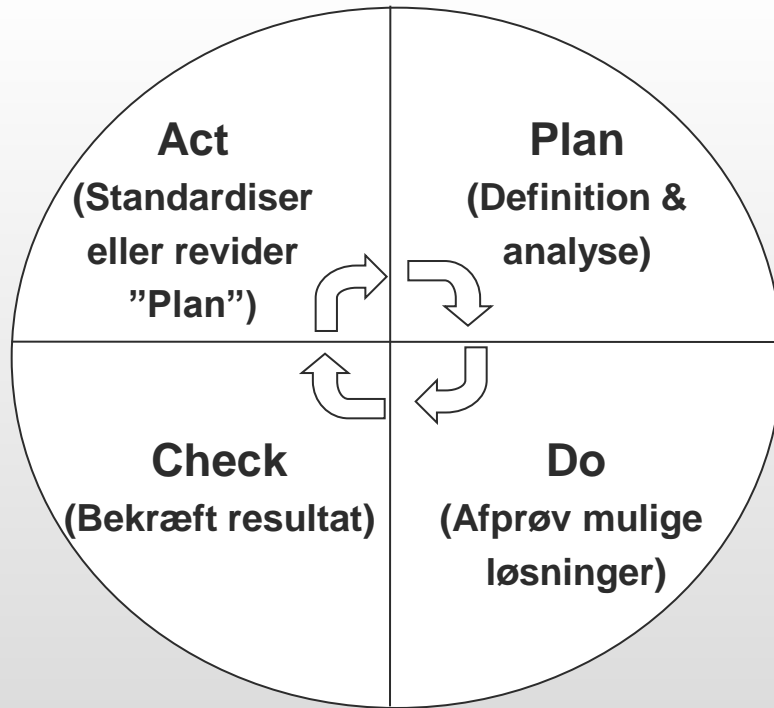 Act
(Standardiser
eller revider
”Plan”)
Plan
(Definition &
analyse)
Check
(Bekræft resultat)
Do
(Afprøv mulige
løsninger)